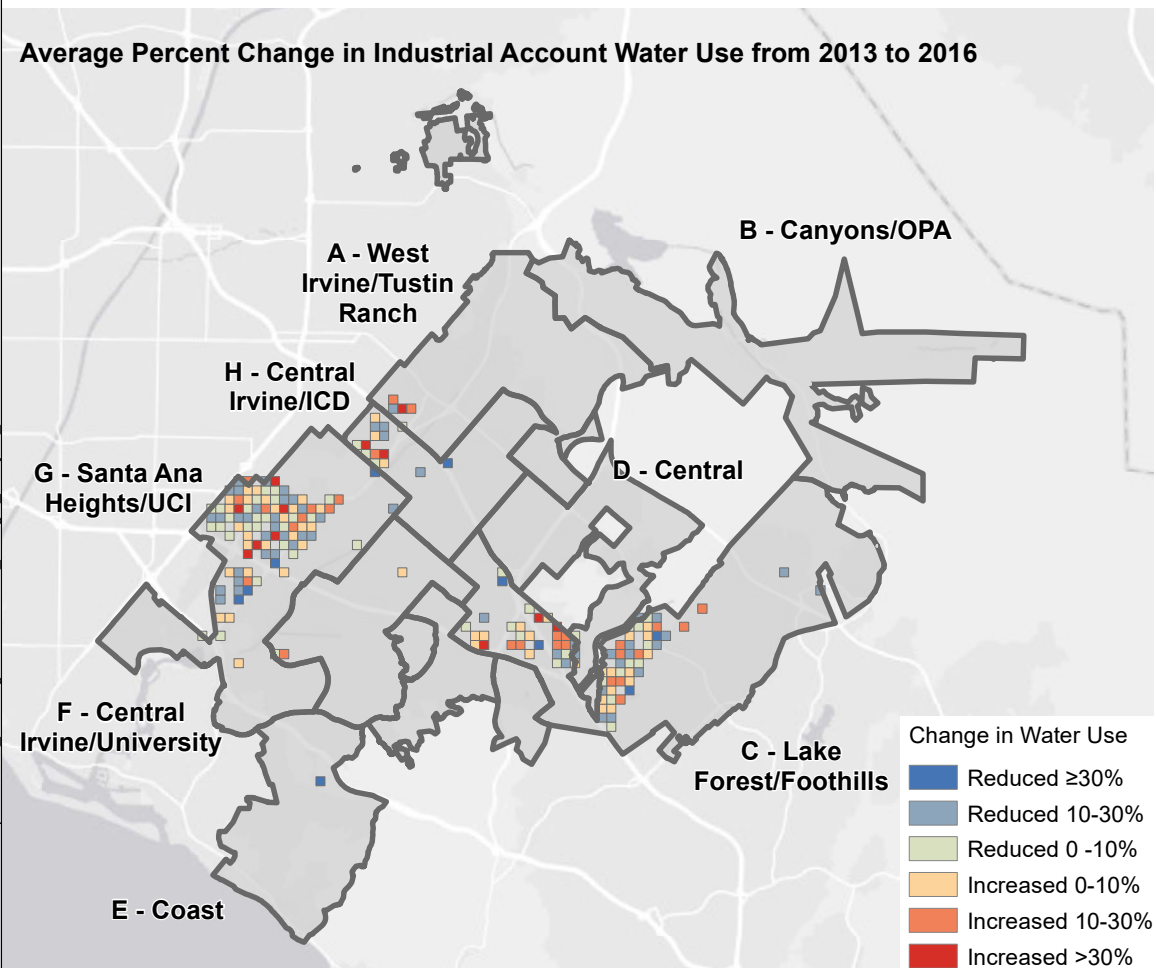 Average Percent Change in Industrial Account Water Use from 2013 to 2016
B - Canyons/OPA
A - West
Irvine/Tustin
Ranch
H - Central
Irvine/ICD
G - Santa Ana
Heights/UCI
D - Central
F - Central
Irvine/University
C - Lake
Forest/Foothills
E - Coast
Change in Water Use
Reduced ≥30%
Reduced 10-30%
Reduced 0 -10%
Increased 0-10%
Increased 10-30%
Increased >30%